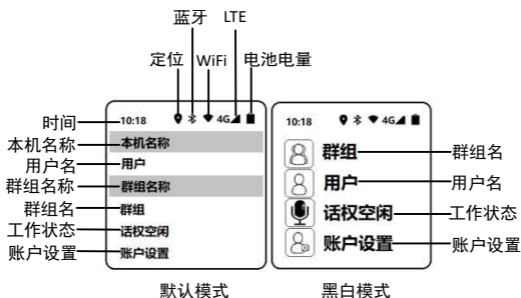 蓝牙 LTE
定位 WiFi 电池电量
时间 10:18 4G
本机名称 本机名称
用户名 用户
群组名称 群组名称
群组名 群组
工作状态 话权空闲
账户设置 账户设置
默认模式
10:18 4G
群组 群组名
用户 用户名
话权空闲 工作状态
账户设置 账户设置
黑白模式